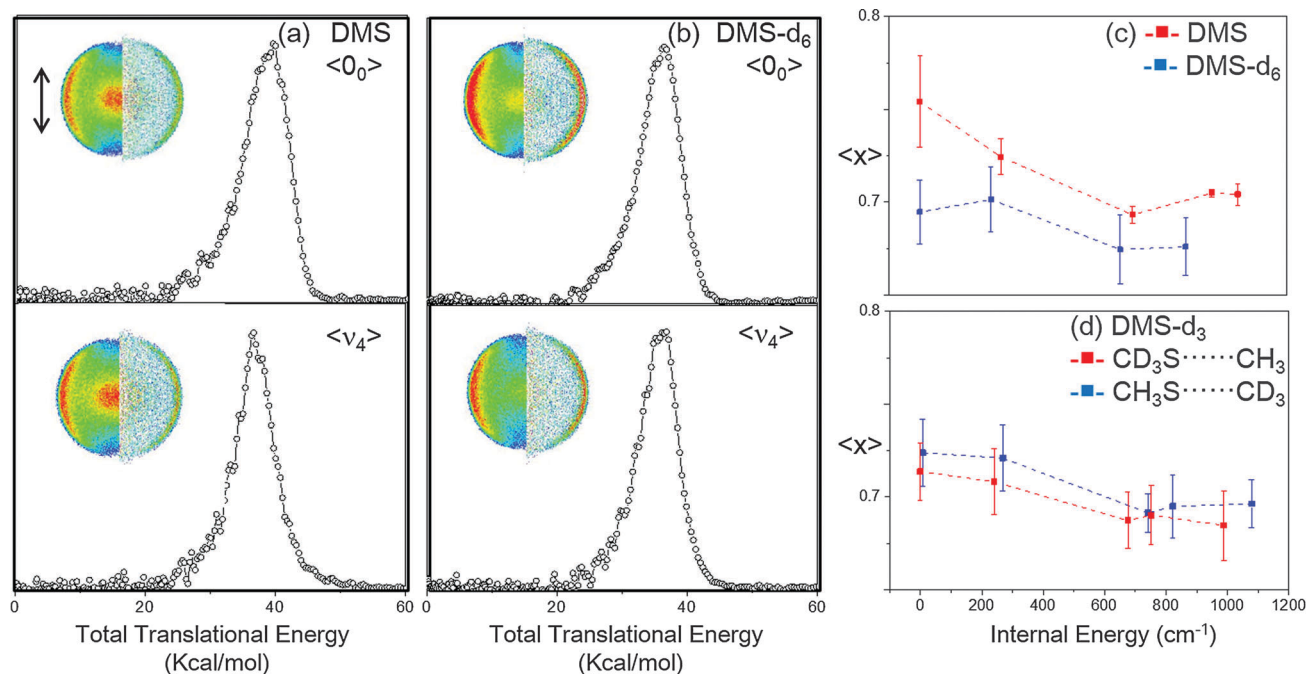 (a) DMS
<0₀>
(b) DMS-d₆
<0₀>
<ν₄>
<ν₄>
0 20 40 60
0 20 40 60
Total Translational Energy
(Kcal/mol)
Total Translational Energy
(Kcal/mol)
0.8
(c)
DMS
DMS-d₆
<x>
0.7
0.8
(d) DMS-d₃
CD₃S······CH₃
CH₃S······CD₃
<x>
0.7
0 200 400 600 800 1000 1200
Internal Energy (cm⁻¹)